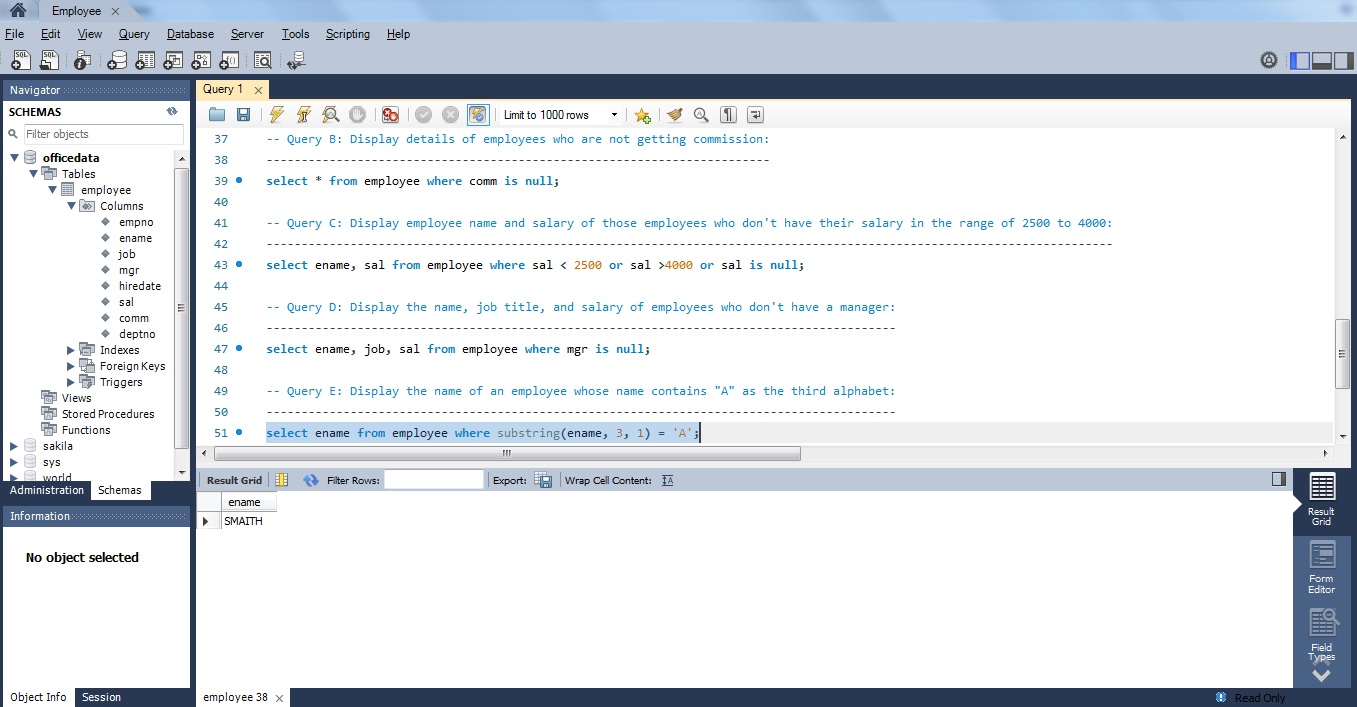 Employee
File Edit View Query Database Server Tools Scripting Help
Navigator
SCHEMAS
Filter objects
officedata
Tables
employee
Columns
empno
ename
job
mgr
hiredate
sal
comm
deptno
Indexes
Foreign Keys
Triggers
Views
Stored Procedures
Functions
sakila
sys
world
Administration Schemas
Information
No object selected
Object Info Session
Query 1
Limit to 1000 rows
37 -- Query B: Display details of employees who are not getting commission:
38 ------------------------------------------------------------------------
39 select * from employee where comm is null;
40
41 -- Query C: Display employee name and salary of those employees who don't have their salary in the range of 2500 to 4000:
42 -------------------------------------------------------------------------------------------------------------------------
43 select ename, sal from employee where sal < 2500 or sal >4000 or sal is null;
44
45 -- Query D: Display the name, job title, and salary of employees who don't have a manager:
46 ------------------------------------------------------------------------------------------
47 select ename, job, sal from employee where mgr is null;
48
49 -- Query E: Display the name of an employee whose name contains "A" as the third alphabet:
50 ------------------------------------------------------------------------------------------
51 select ename from employee where substring(ename, 3, 1) = 'A';
Result Grid Filter Rows: Export: Wrap Cell Content: IA
ename
SMAITH
Result
Grid
Form
Editor
Field
Types
employee 38
Read Only